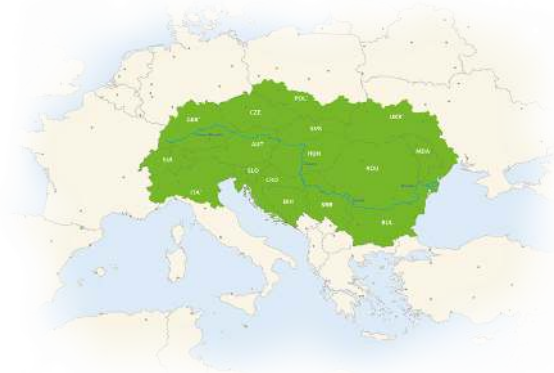 POL*
CZE
GER*
UKR*
SVK
AUT
HUN
MDA
SUI
ROU
SLO
CRO
ITA*
BIH
SRB
BUL